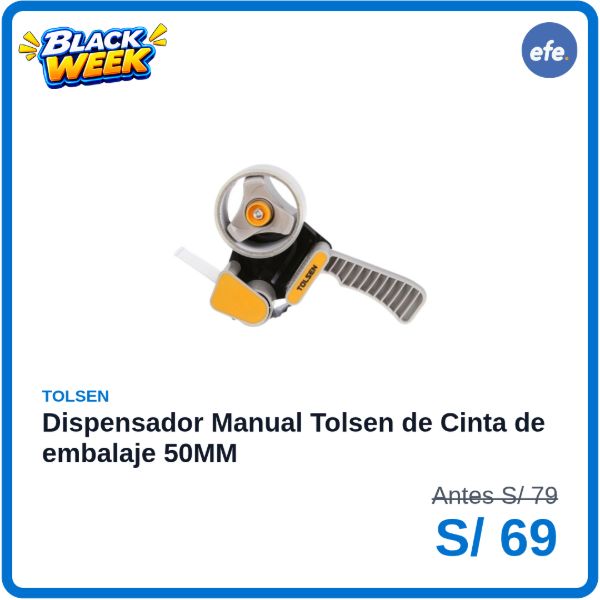 BLACK
WEEK
efe.
TOLSEN
TOLSEN
Dispensador Manual Tolsen de Cinta de
embalaje 50MM
Antes S/ 79
S/ 69